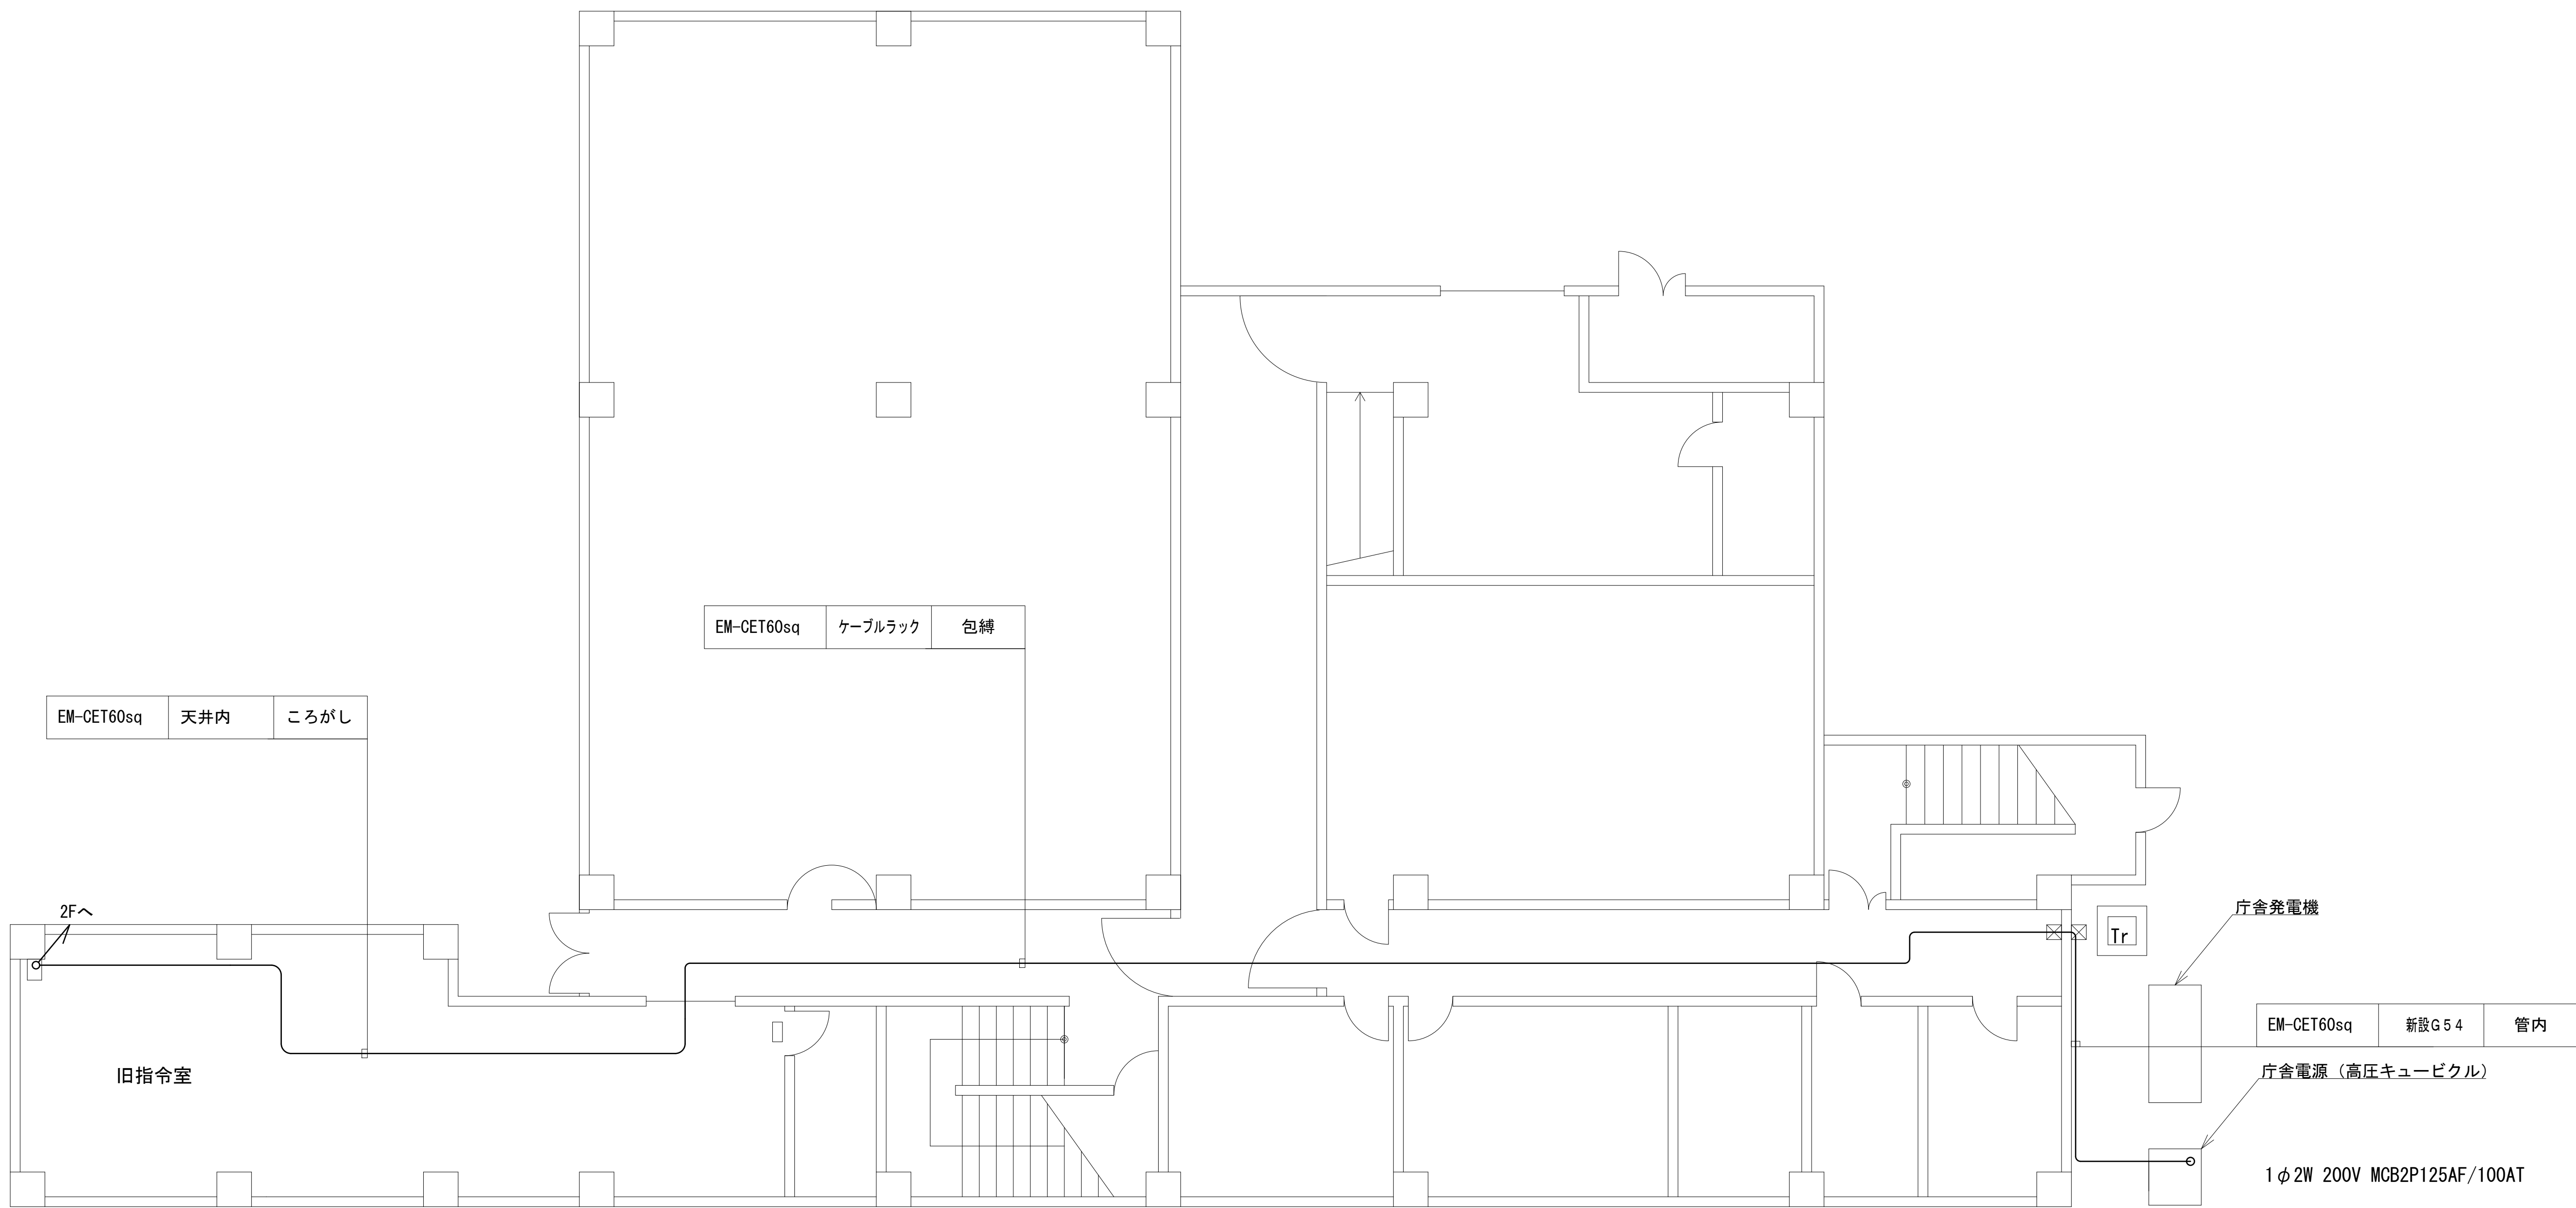 EM-CET60sq ケーブルラック 包縛
EM-CET60sq 天井内 ころがし
2Fへ
庁舎発電機
Tr
EM-CET60sq 新設G54 管内
旧指令室
庁舎電源（高圧キュービクル）
1φ2W 200V MCB2P125AF/100AT